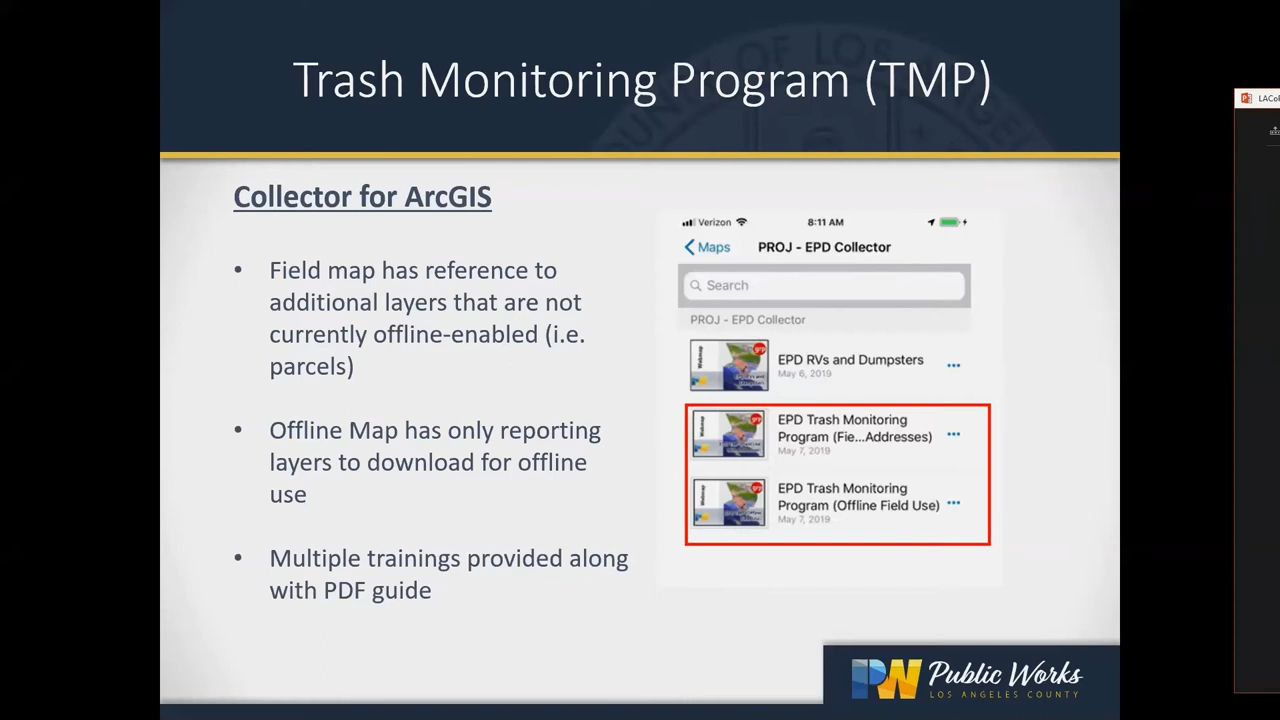 Trash Monitoring Program (TMP)
Collector for ArcGIS
• Field map has reference to
additional layers that are not
currently offline-enabled (i.e.
parcels)
• Offline Map has only reporting
layers to download for offline
use
• Multiple trainings provided along
with PDF guide
Verizon 8:11 AM
Maps PROJ - EPD Collector
Search
PROJ - EPD Collector
EPD RVs and Dumpsters
May 6, 2019
EPD Trash Monitoring
Program (Fie...Addresses)
May 7, 2019
EPD Trash Monitoring
Program (Offline Field Use)
May 7, 2019
PW Public Works
LOS ANGELES COUNTY